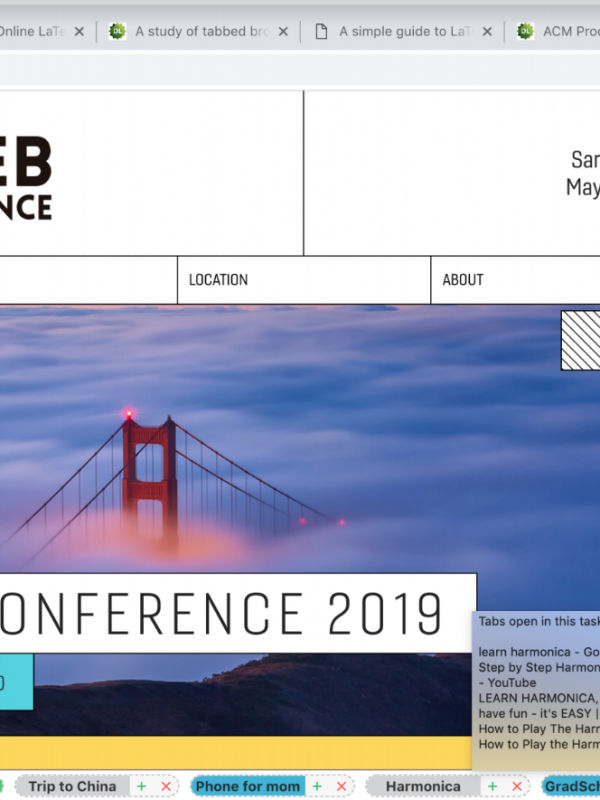 Online LaTe
A study of tabbed bro
A simple guide to LaT
ACM Proc
EB
NCE
San
May
LOCATION
ABOUT
ONFERENCE 2019
Tabs open in this task
learn harmonica - Go
Step by Step Harmon
- YouTube
LEARN HARMONICA,
have fun - it's EASY |
How to Play The Harm
How to Play the Harm
Trip to China + ×
Phone for mom + ×
Harmonica + ×
GradSch